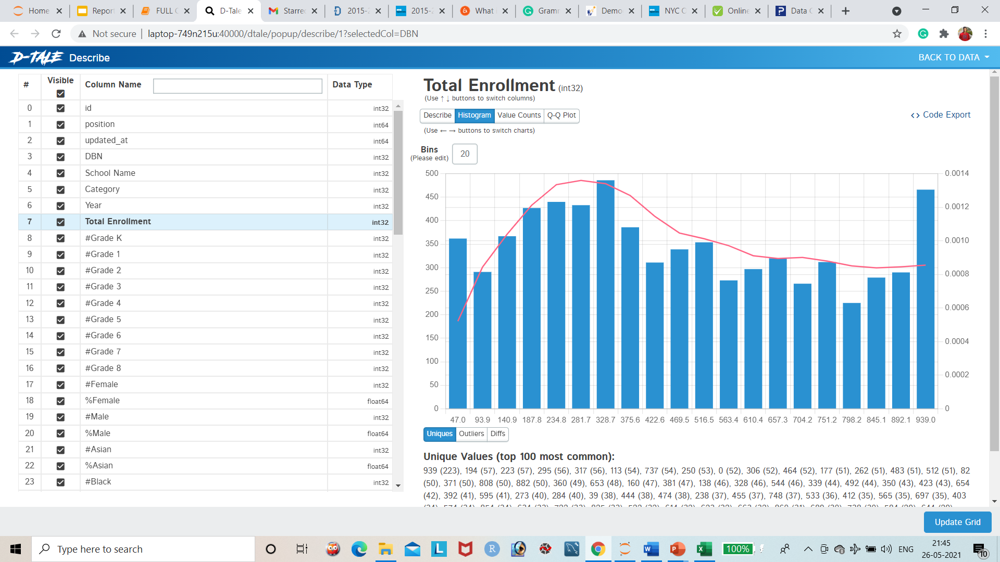 Home
Repor
FULL C
D-Tale
Starre
2015-2
2015-2
What i
Gramm
Demo
NYC C
Online
Data C
Not secure
laptop-749n215u:40000/dtale/popup/describe/1?selectedCol=DBN
D-TALE Describe
BACK TO DATA
# Visible Column Name Data Type
0 id int32
1 position int64
2 updated_at int64
3 DBN int32
4 School Name int32
5 Category int32
6 Year int32
7 Total Enrollment int32
8 #Grade K int32
9 #Grade 1 int32
10 #Grade 2 int32
11 #Grade 3 int32
12 #Grade 4 int32
13 #Grade 5 int32
14 #Grade 6 int32
15 #Grade 7 int32
16 #Grade 8 int32
17 #Female int32
18 %Female float64
19 #Male int32
20 %Male float64
21 #Asian int32
22 %Asian float64
23 #Black int32
Total Enrollment (int32)
(Use ↑ ↓ buttons to switch columns)
Describe Histogram Value Counts Q-Q Plot
<> Code Export
(Use ← → buttons to switch charts)
Bins
(Please edit)
20
500
450
400
350
300
250
200
150
100
50
0
0.0014
0.0012
0.0010
0.0008
0.0006
0.0004
0.0002
0
47.0 93.9 140.9 187.8 234.8 281.7 328.7 375.6 422.6 469.5 516.5 563.4 610.4 657.3 704.2 751.2 798.2 845.1 892.1 939.0
Uniques Outliers Diffs
Unique Values (top 100 most common):
939 (223), 194 (57), 223 (57), 295 (56), 317 (56), 113 (54), 737 (54), 250 (53), 0 (52), 306 (52), 464 (52), 177 (51), 262 (51), 483 (51), 512 (51), 82
(50), 371 (50), 808 (50), 882 (50), 360 (49), 653 (48), 160 (47), 381 (47), 138 (46), 328 (46), 544 (46), 339 (44), 492 (44), 350 (43), 423 (43), 654
(42), 392 (41), 595 (41), 273 (40), 284 (40), 39 (38), 444 (38), 474 (38), 238 (37), 455 (37), 748 (37), 533 (36), 412 (35), 565 (35), 697 (35), 403
Update Grid
Type here to search
100%
ENG
21:45
26-05-2021
10